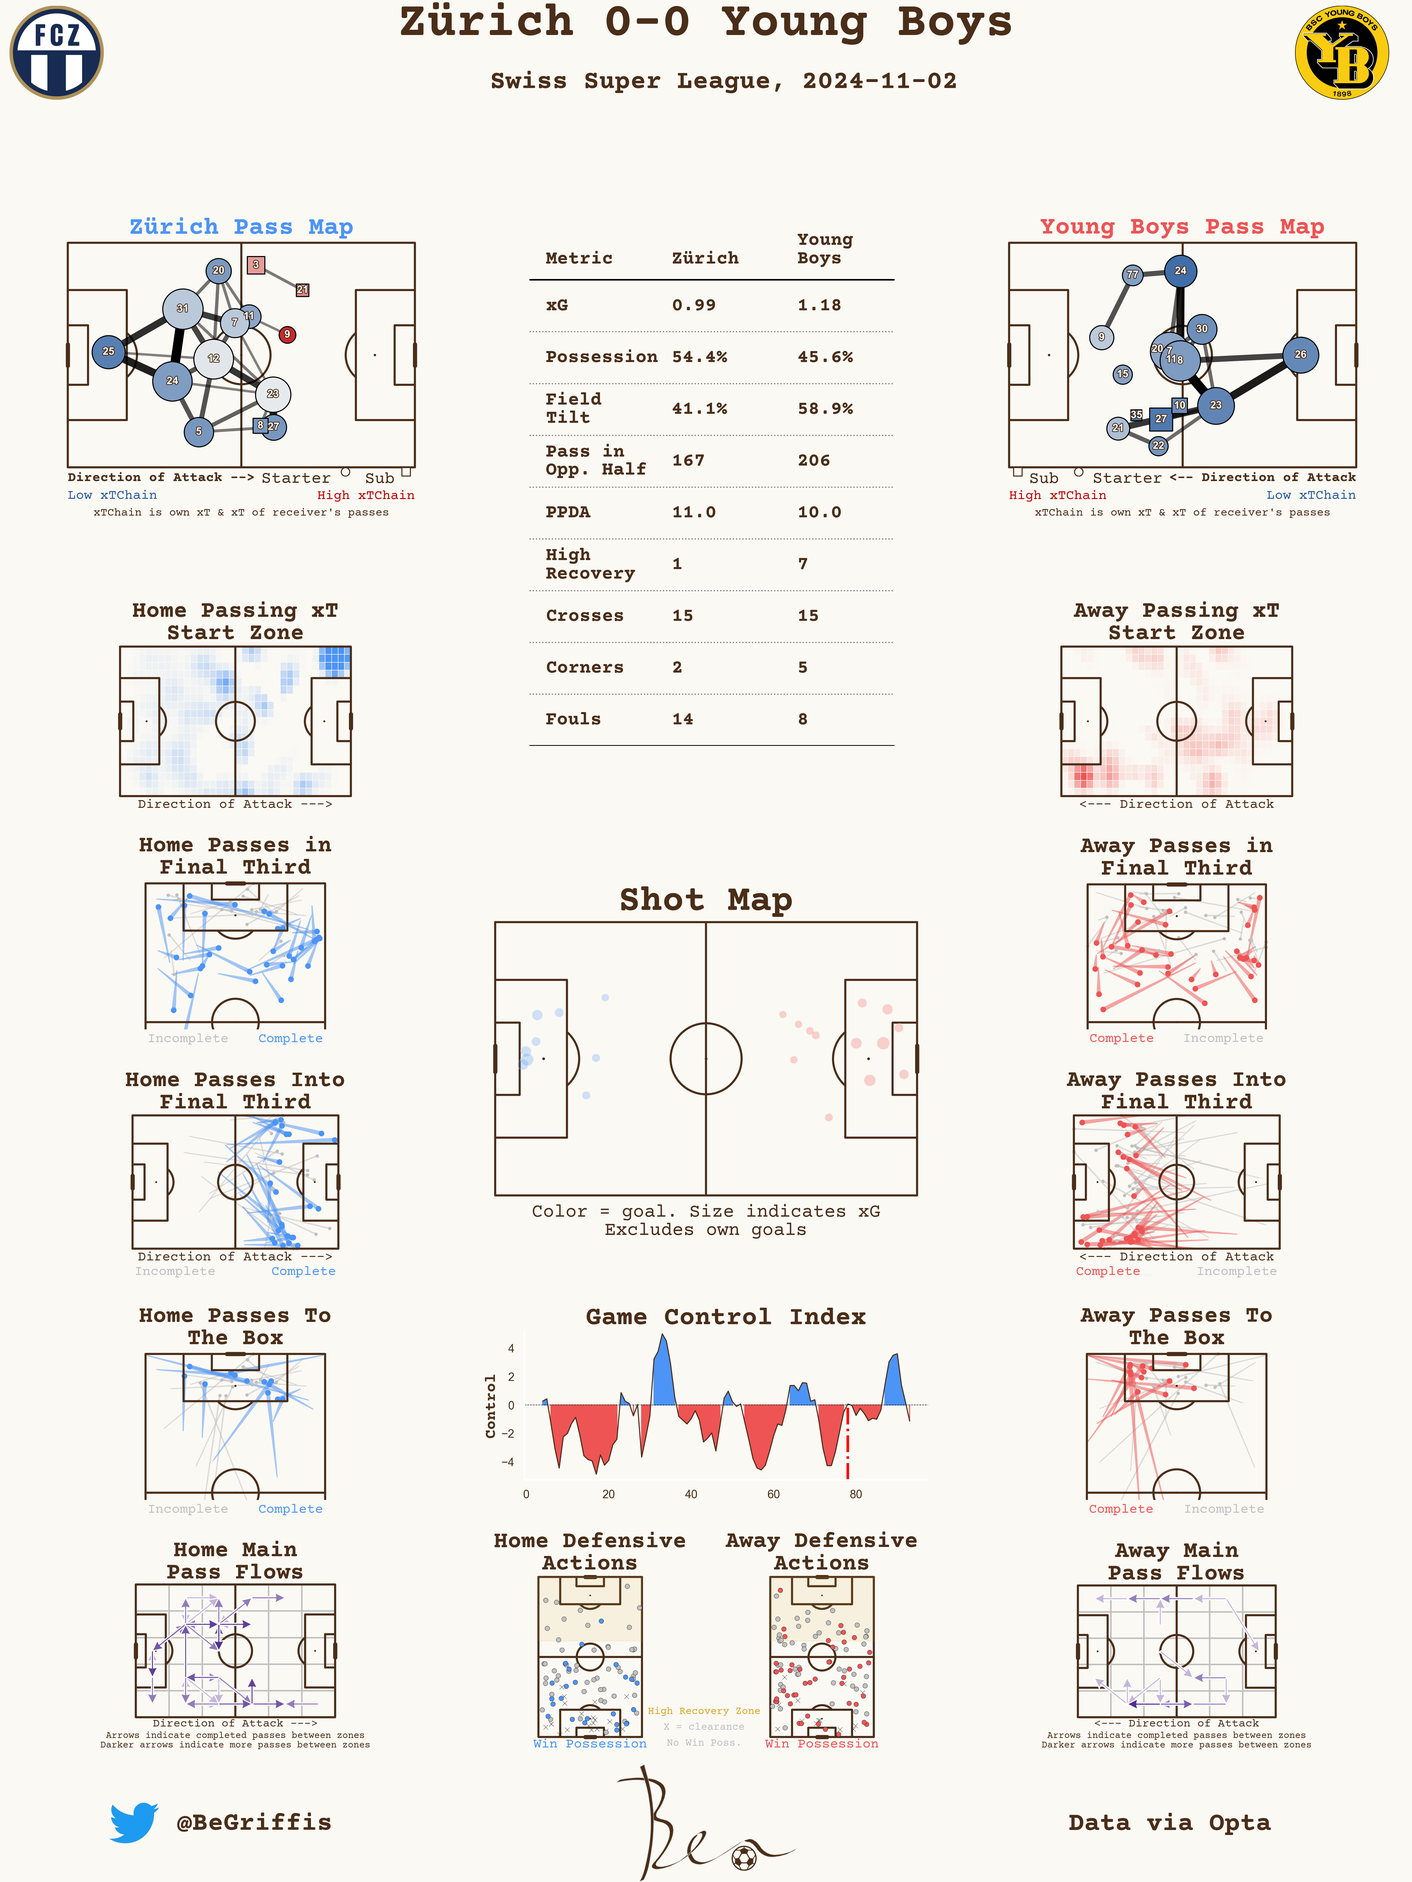 Zürich 0-0 Young Boys
Swiss Super League, 2024-11-02
FCZ
BSC YOUNG BOYS
YB
1898
Zürich Pass Map
20
3
21
31
7
11
9
25
12
24
23
5
8
27
Direction of Attack --> Starter Sub
Low xTChain High xTChain
xTChain is own xT & xT of receiver's passes
Metric Zürich Young Boys
xG 0.99 1.18
Possession 54.4% 45.6%
Field Tilt 41.1% 58.9%
Pass in Opp. Half 167 206
PPDA 11.0 10.0
High Recovery 1 7
Crosses 15 15
Corners 2 5
Fouls 14 8
Young Boys Pass Map
77
24
9
30
20
7
11
8
26
15
10
35
27
23
21
22
Sub Starter <-- Direction of Attack
High xTChain Low xTChain
xTChain is own xT & xT of receiver's passes
Home Passing xT
Start Zone
Direction of Attack --->
Away Passing xT
Start Zone
<--- Direction of Attack
Home Passes in
Final Third
Incomplete Complete
Shot Map
Color = goal. Size indicates xG
Excludes own goals
Away Passes in
Final Third
Complete Incomplete
Home Passes Into
Final Third
Direction of Attack --->
Incomplete Complete
Away Passes Into
Final Third
<--- Direction of Attack
Complete Incomplete
Home Passes To
The Box
Incomplete Complete
Game Control Index
Control
4
2
0
−2
−4
0 20 40 60 80
Away Passes To
The Box
Complete Incomplete
Home Main
Pass Flows
Direction of Attack --->
Arrows indicate completed passes between zones
Darker arrows indicate more passes between zones
Home Defensive
Actions
Win Possession
High Recovery Zone
X = clearance
No Win Poss.
Away Defensive
Actions
Win Possession
Away Main
Pass Flows
<--- Direction of Attack
Arrows indicate completed passes between zones
Darker arrows indicate more passes between zones
@BeGriffis
Ben
Data via Opta